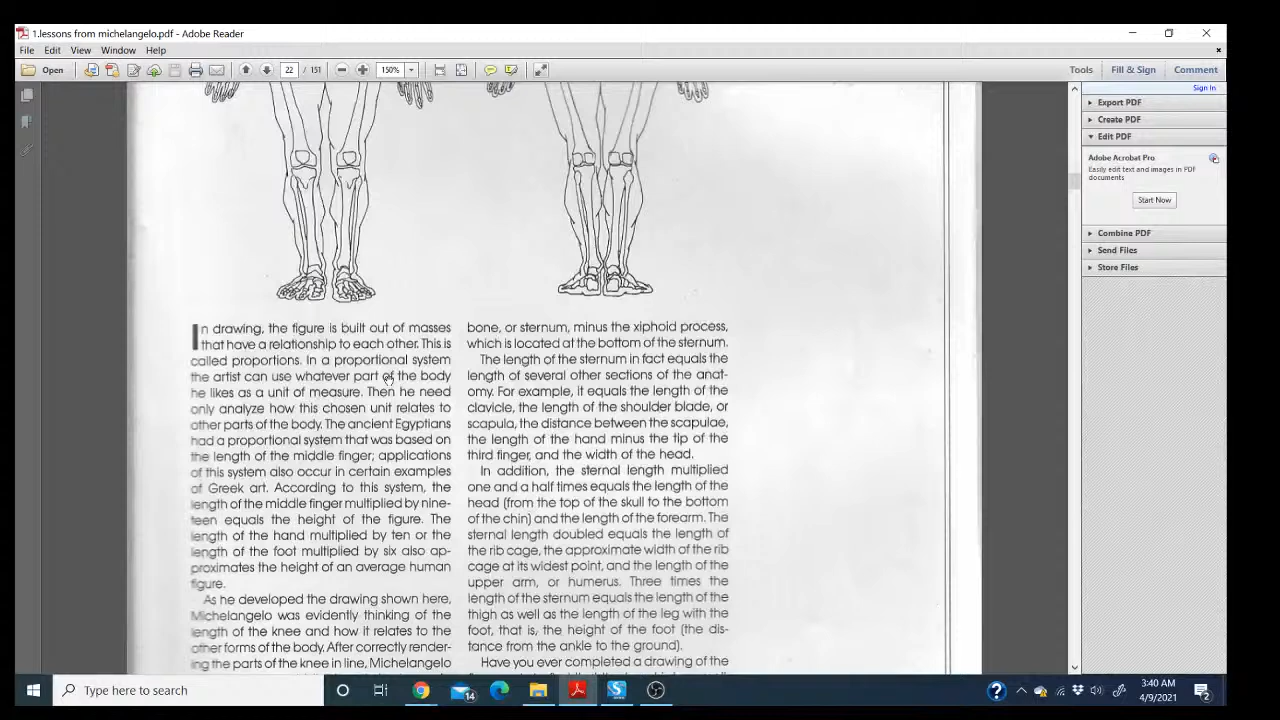 1.lessons from michelangelo.pdf - Adobe Reader
File Edit View Window Help
Open 22 / 151 150% Tools Fill & Sign Comment
Sign In
Export PDF
Create PDF
Edit PDF
Adobe Acrobat Pro
Easily edit text and images in PDF
documents
Start Now
Combine PDF
Send Files
Store Files
In drawing, the figure is built out of masses
that have a relationship to each other. This is
called proportions. In a proportional system
the artist can use whatever part of the body
he likes as a unit of measure. Then he need
only analyze how this chosen unit relates to
other parts of the body. The ancient Egyptians
had a proportional system that was based on
the length of the middle finger; applications
of this system also occur in certain examples
of Greek art. According to this system, the
length of the middle finger multiplied by nine-
teen equals the height of the figure. The
length of the hand multiplied by ten or the
length of the foot multiplied by six also ap-
proximates the height of an average human
figure.
As he developed the drawing shown here,
Michelangelo was evidently thinking of the
length of the knee and how it relates to the
other forms of the body. After correctly render-
ing the parts of the knee in line, Michelangelo
bone, or sternum, minus the xiphoid process,
which is located at the bottom of the sternum.
The length of the sternum in fact equals the
length of several other sections of the anat-
omy. For example, it equals the length of the
clavicle, the length of the shoulder blade, or
scapula, the distance between the scapulae,
the length of the hand minus the tip of the
third finger, and the width of the head.
In addition, the sternal length multiplied
one and a half times equals the length of the
head (from the top of the skull to the bottom
of the chin) and the length of the forearm. The
sternal length doubled equals the length of
the rib cage, the approximate width of the rib
cage at its widest point, and the length of the
upper arm, or humerus. Three times the
length of the sternum equals the length of the
thigh as well as the length of the leg with the
foot, that is, the height of the foot (the dis-
tance from the ankle to the ground).
Have you ever completed a drawing of the
Type here to search
14
3:40 AM
4/9/2021
2